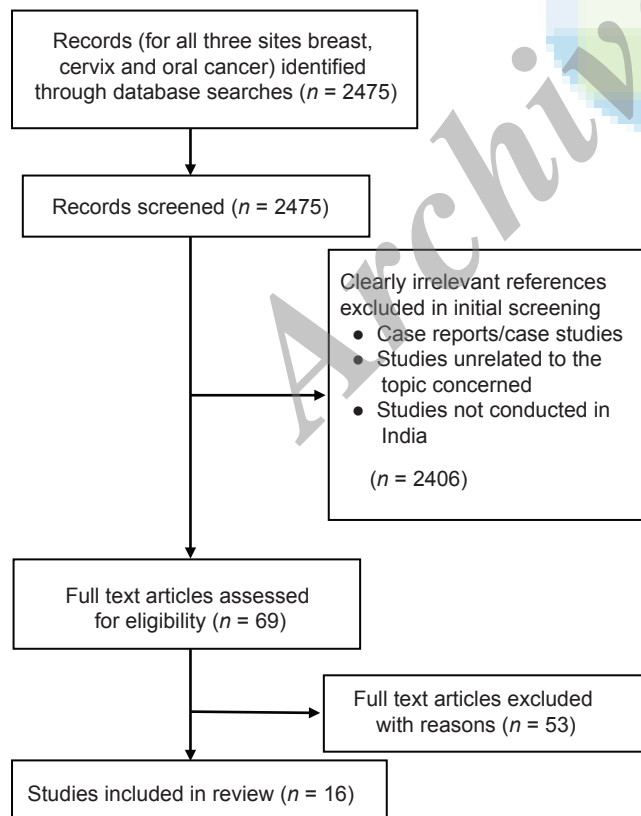 Records (for all three sites breast,
cervix and oral cancer) identified
through database searches (n = 2475)
Records screened (n = 2475)
Clearly irrelevant references
excluded in initial screening
● Case reports/case studies
● Studies unrelated to the
topic concerned
● Studies not conducted in
India
(n = 2406)
Full text articles assessed
for eligibility (n = 69)
Full text articles excluded
with reasons (n = 53)
Studies included in review (n = 16)
Archiv